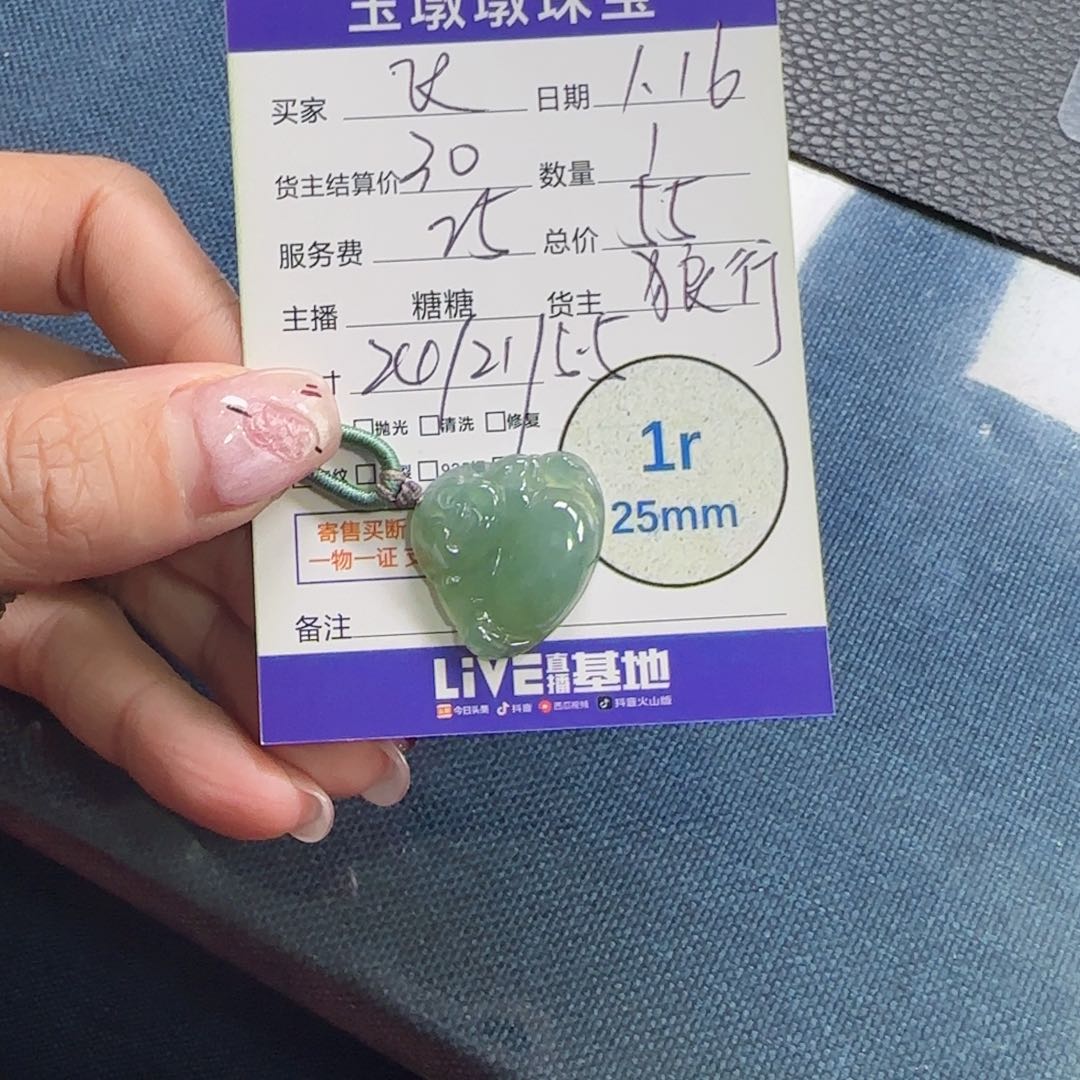 玉墩墩珠宝
买家 日期 1.16
货主结算价 30 数量 1
服务费 25 总价 55
主播 糖糖 货主 狼行
寸 /21/5.5
抛光 清洗 修复
纹 裂
1r
25mm
寄售买断
一物一证
备注
LiVE直播基地
今日头条 抖音 西瓜视频 抖音火山版